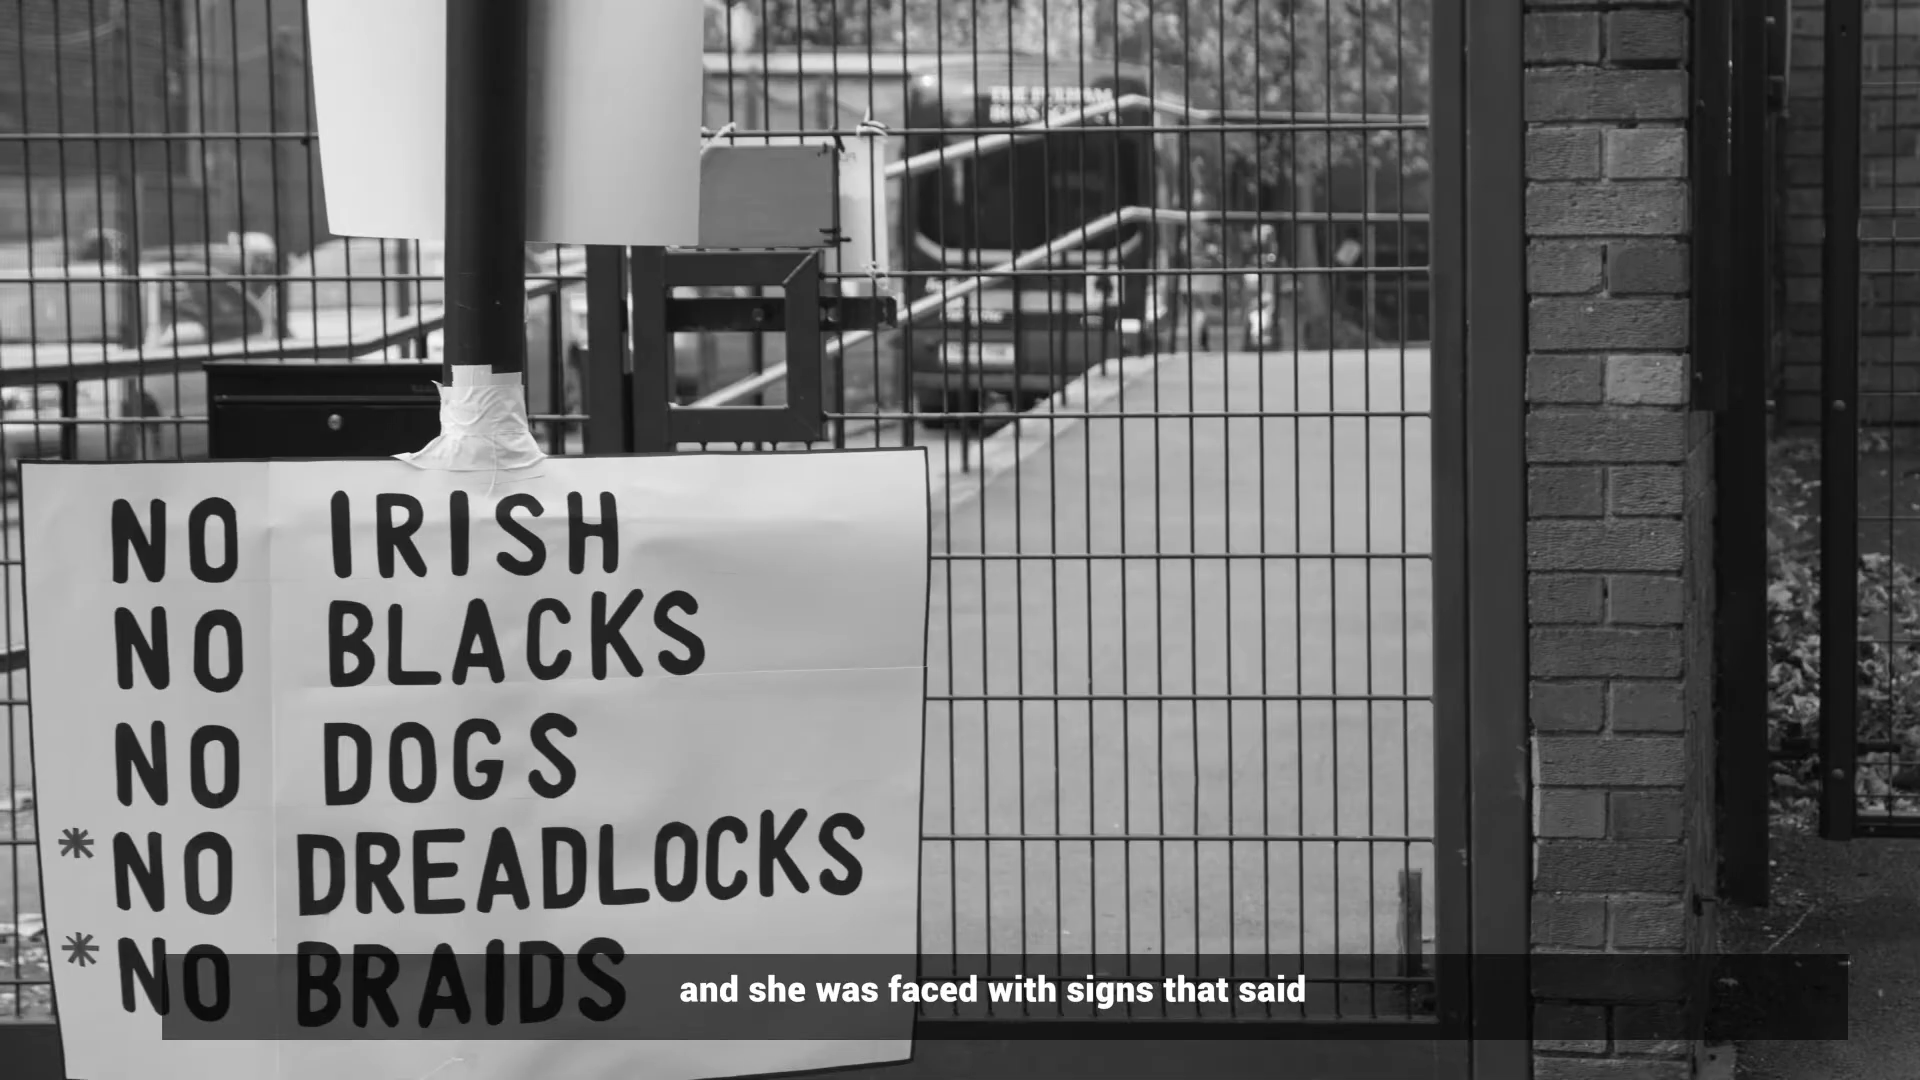 NO IRISH
NO BLACKS
NO DOGS
* NO DREADLOCKS
* NO BRAIDS
and she was faced with signs that said